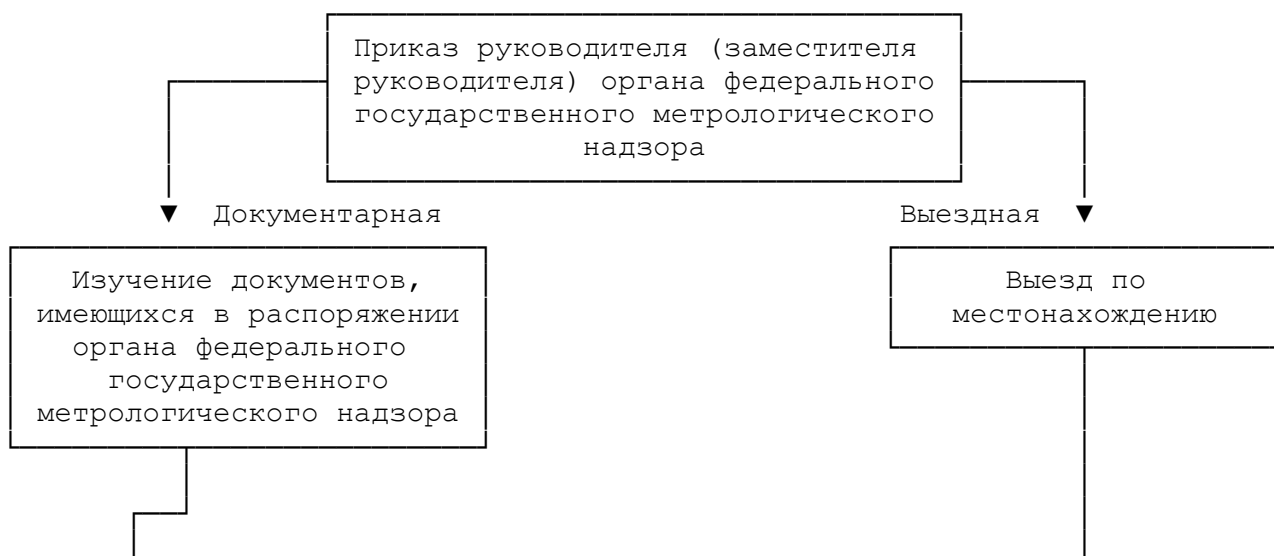 Приказ руководителя (заместителя
руководителя) органа федерального
государственного метрологического
надзора
Документарная
Выездная
Изучение документов,
имеющихся в распоряжении
органа федерального
государственного
метрологического надзора
Выезд по
местонахождению